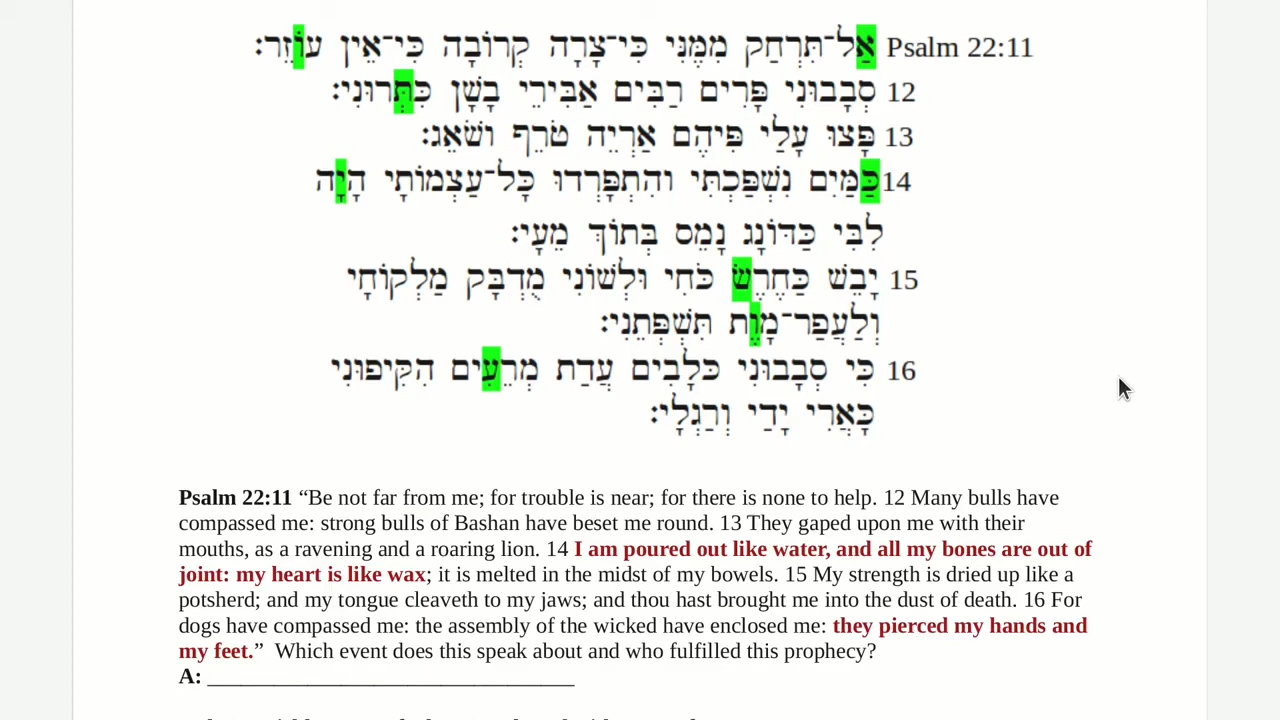 Psalm 22:11 אַל־תִּרְחַק מִמֶּנִּי כִּי־צָרָה קְרוֹבָה כִּי־אֵין עוֹזֵר׃
12 סְבָבוּנִי פָּרִים רַבִּים אַבִּירֵי בָשָׁן כִּתְּרוּנִי׃
13 פָּצוּ עָלַי פִּיהֶם אַרְיֵה טֹרֵף וְשֹׁאֵג׃
14 כַּמַּיִם נִשְׁפַּכְתִּי וְהִתְפָּרְדוּ כָּל־עַצְמוֹתָי הָיָה
לִבִּי כַּדּוֹנָג נָמֵס בְּתוֹךְ מֵעָי׃
15 יָבֵשׁ כַּחֶרֶשׂ כֹּחִי וּלְשׁוֹנִי מֻדְבָּק מַלְקוֹחָי
וְלַעֲפַר־מָוֶת תִּשְׁפְּתֵנִי׃
16 כִּי סְבָבוּנִי כְּלָבִים עֲדַת מְרֵעִים הִקִּיפוּנִי
כָּאֲרִי יָדַי וְרַגְלָי׃
Psalm 22:11 “Be not far from me; for trouble is near; for there is none to help. 12 Many bulls have
compassed me: strong bulls of Bashan have beset me round. 13 They gaped upon me with their
mouths, as a ravening and a roaring lion. 14 I am poured out like water, and all my bones are out of
joint: my heart is like wax; it is melted in the midst of my bowels. 15 My strength is dried up like a
potsherd; and my tongue cleaveth to my jaws; and thou hast brought me into the dust of death. 16 For
dogs have compassed me: the assembly of the wicked have enclosed me: they pierced my hands and
my feet.” Which event does this speak about and who fulfilled this prophecy?
A: __________________________________